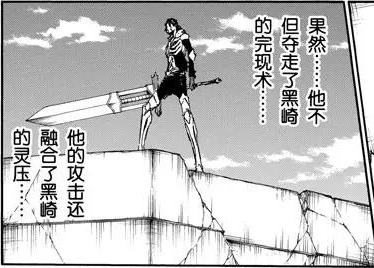 果然……他不
但夺走了黑崎
的完现术……
他的攻击还
融合了黑崎
的灵压……